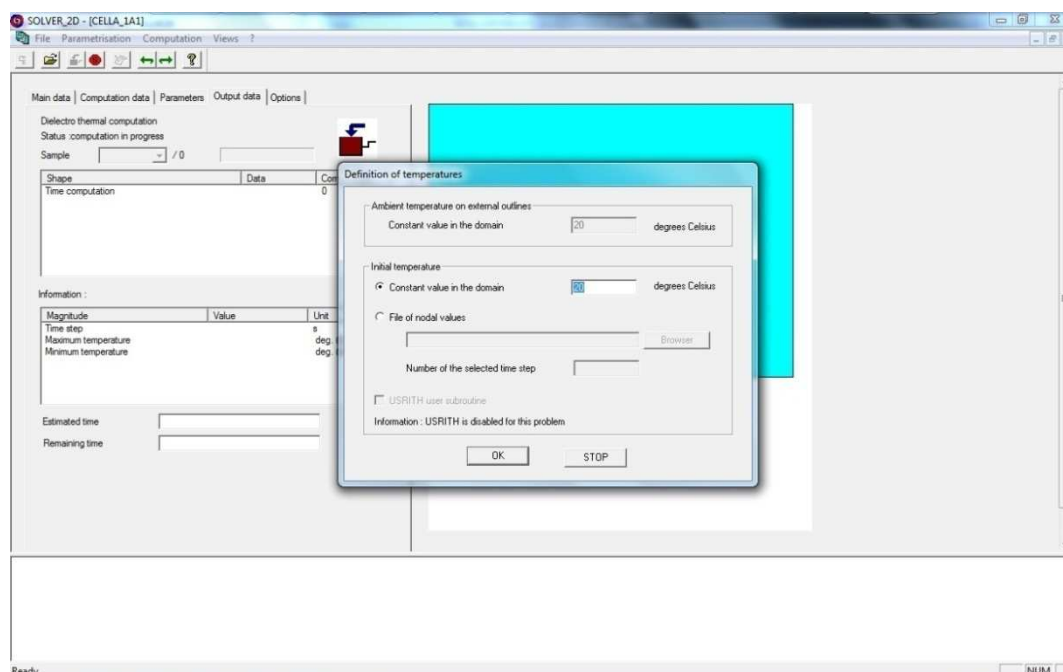 SOLVER_2D - [CELLA_1A1]
File Parametrisation Computation Views ?
Main data Computation data Parameters Output data Options
Dielectro thermal computation
Status :computation in progress
Sample / 0
Shape Data
Time computation 0
Information :
Magnitude Value Unit
Time step s
Maximum temperature deg.
Minimum temperature deg.
Estimated time
Remaining time
Definition of temperatures
Ambient temperature on external outlines
Constant value in the domain 20 degrees Celsius
Initial temperature
Constant value in the domain 20 degrees Celsius
File of nodal values
Browser
Number of the selected time step
USRITH user subroutine
Information : USRITH is disabled for this problem
OK STOP
Ready NUM